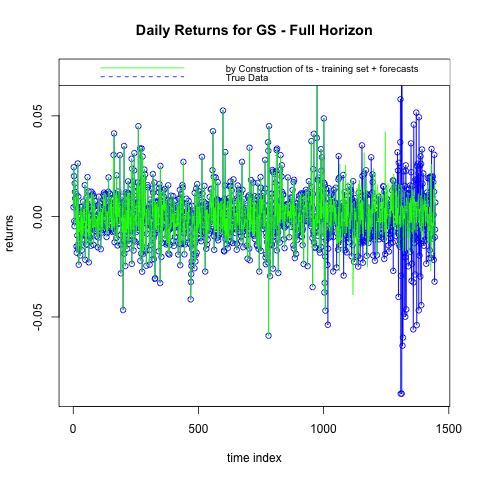 Daily Returns for GS - Full Horizon
by Construction of ts - training set + forecasts
True Data
returns
0.05
0.00
-0.05
0
500
1000
1500
time index